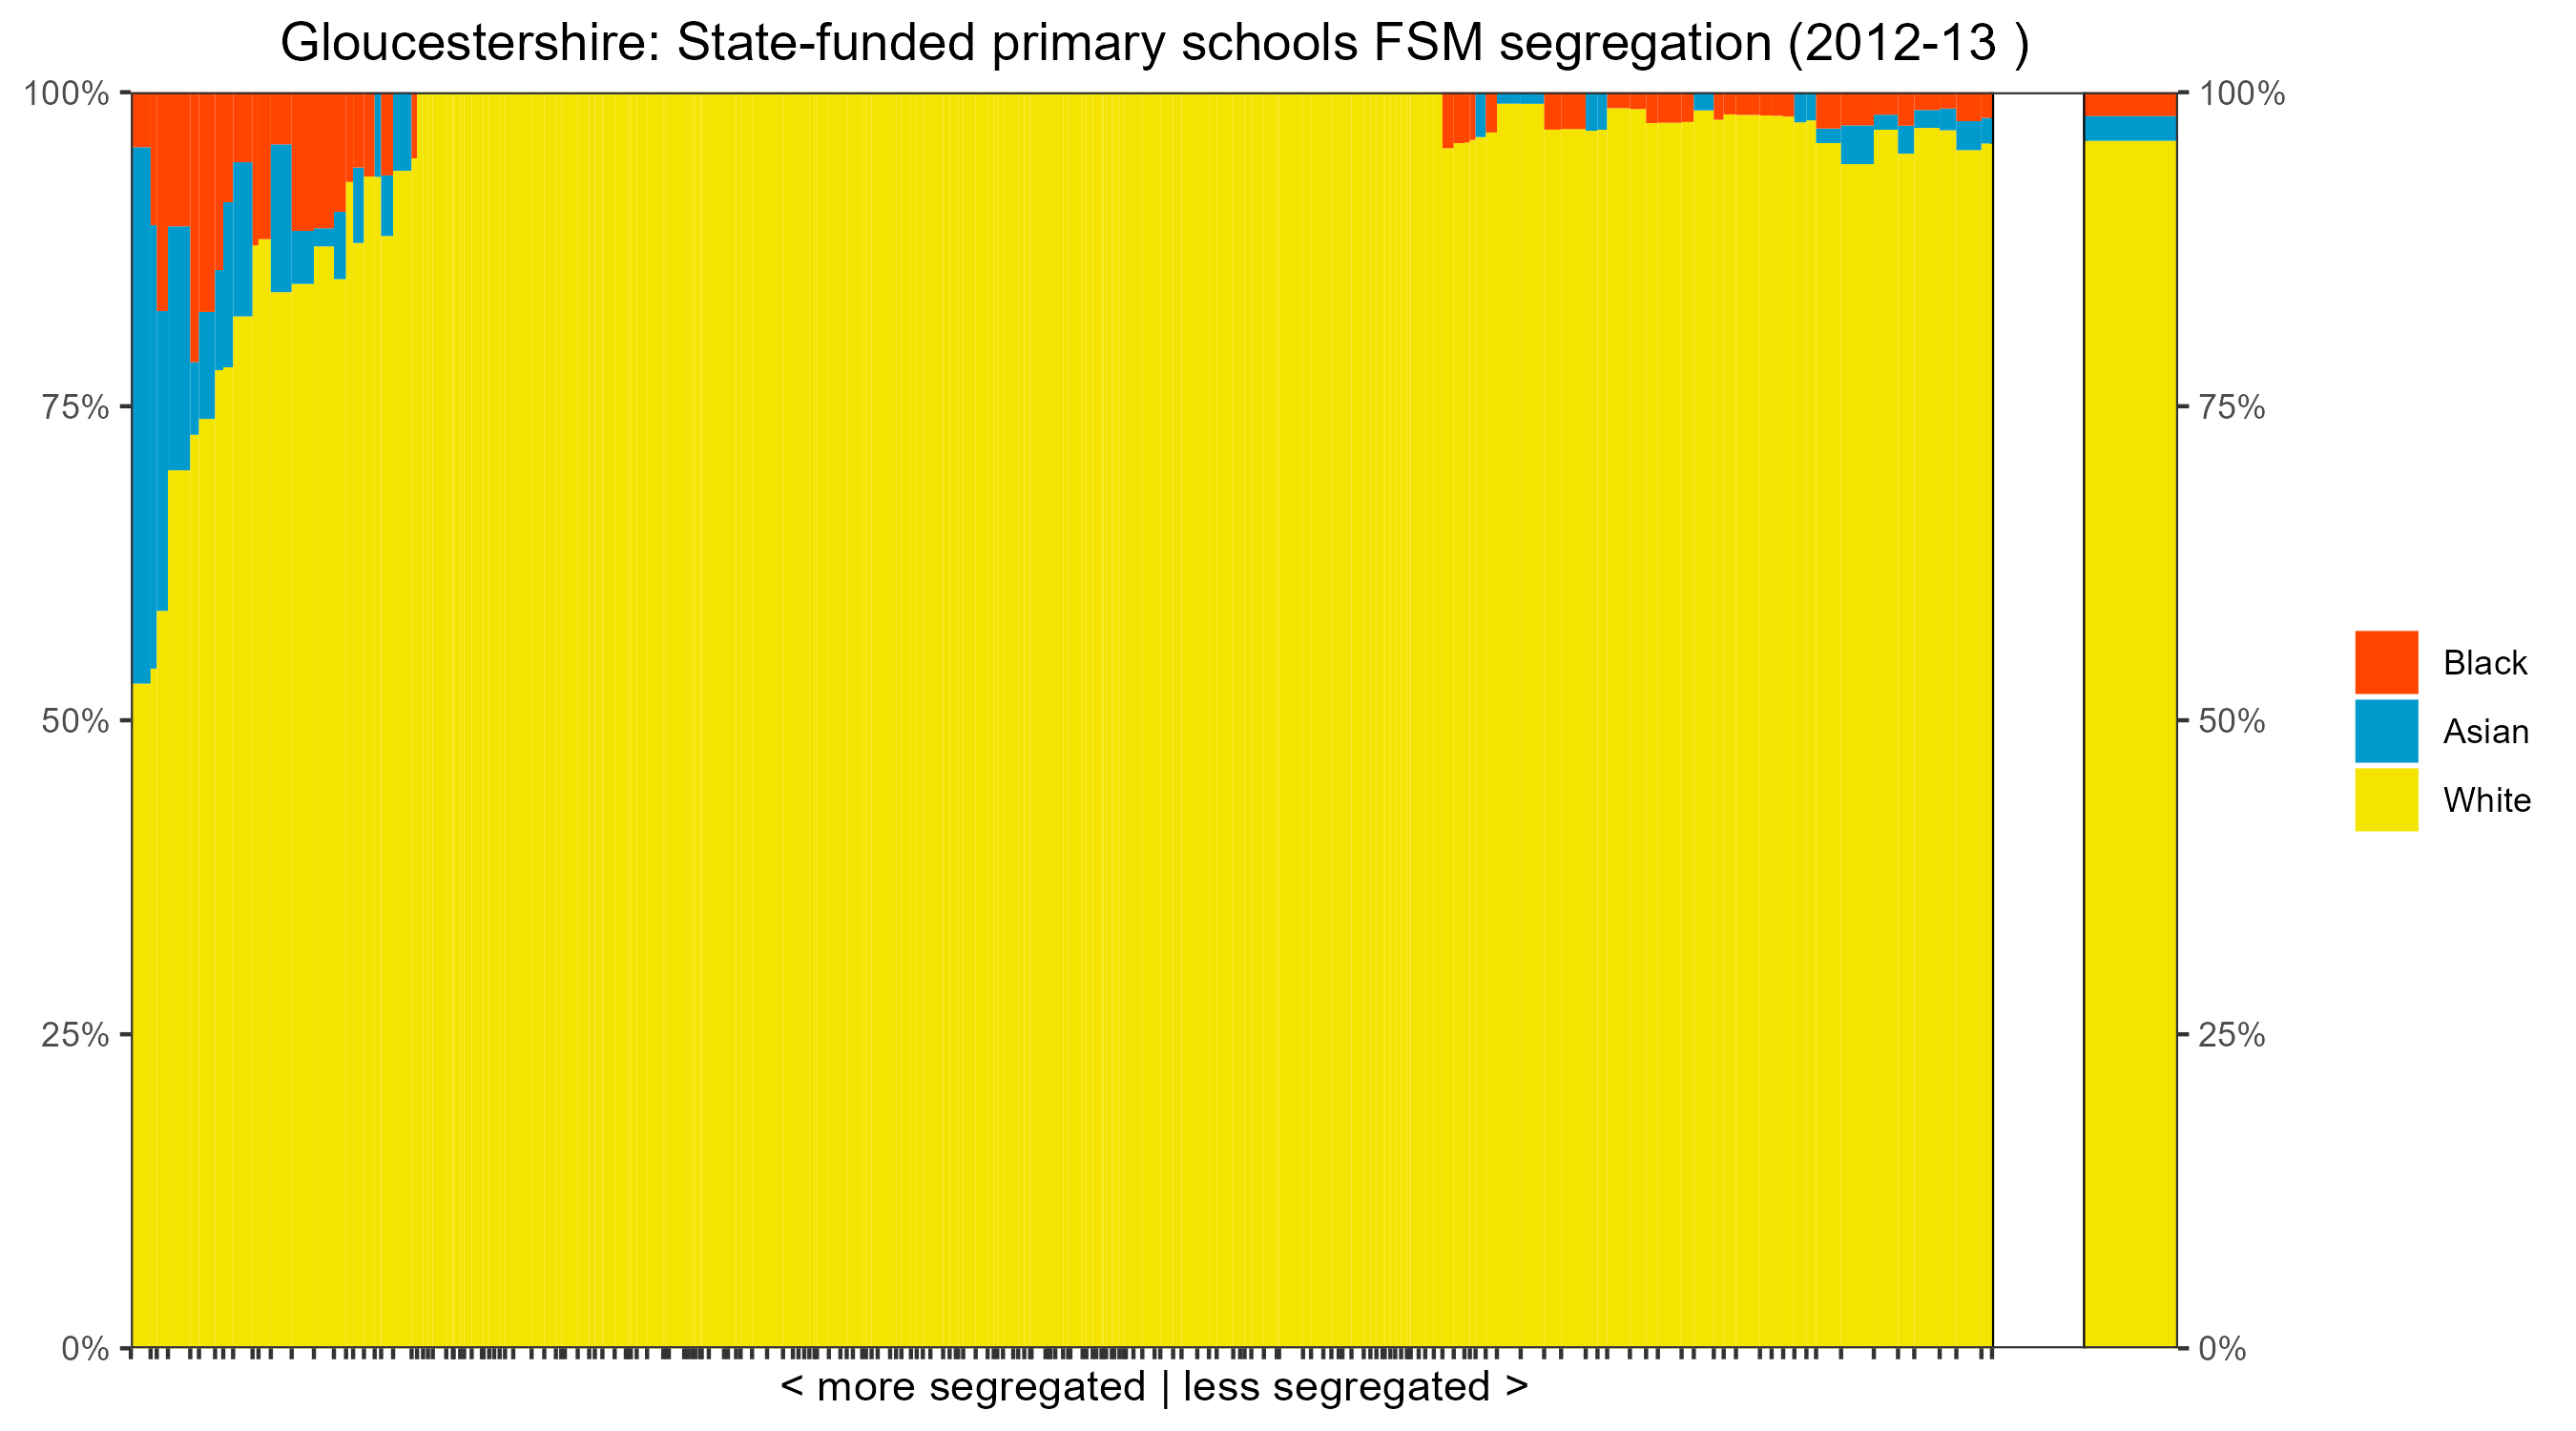 Gloucestershire: State-funded primary schools FSM segregation (2012-13 )
100%
75%
50%
25%
0%
100%
75%
50%
25%
0%
Black
Asian
White
< more segregated | less segregated >